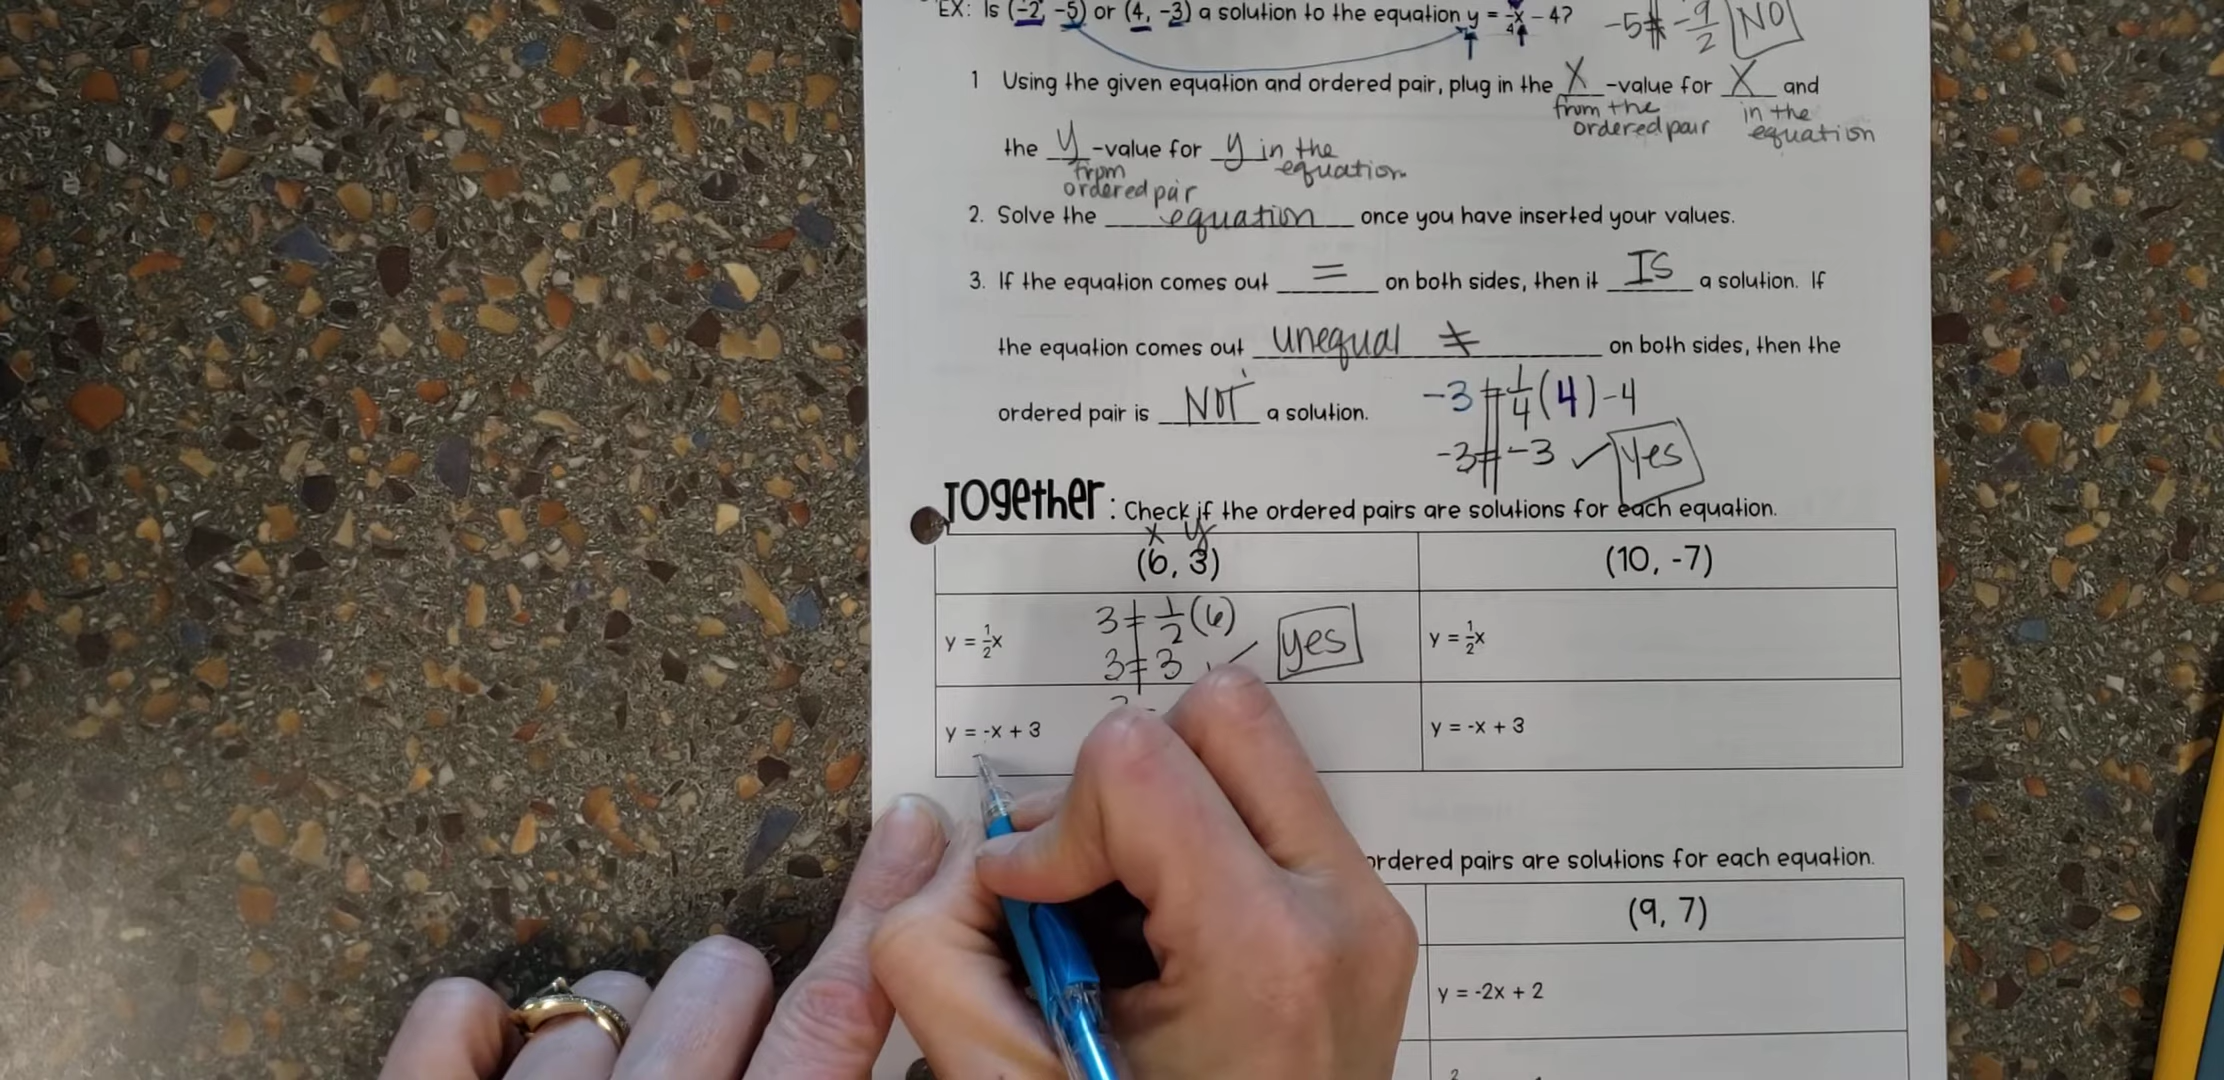 EX: Is (-2, -5) or (4, -3) a solution to the equation y = x - 4? -5 ≠ -9/2 NO
1 Using the given equation and ordered pair, plug in the X -value for X and
from the ordered pair in the equation
the y -value for y in the equation
from ordered pair
2. Solve the equation once you have inserted your values.
3. If the equation comes out = on both sides, then it IS a solution. If
the equation comes out unequal ≠ on both sides, then the
ordered pair is NOT a solution.
-3 = 1/4 (4) - 4
-3 = -3 ✓ Yes
Together: Check if the ordered pairs are solutions for each equation.
x y
(6, 3) (10, -7)
y = 1/2 x 3 = 1/2 (6) yes y = 1/2 x
3 = 3 ✓
y = -x + 3 y = -x + 3
ordered pairs are solutions for each equation.
(9, 7)
y = -2x + 2